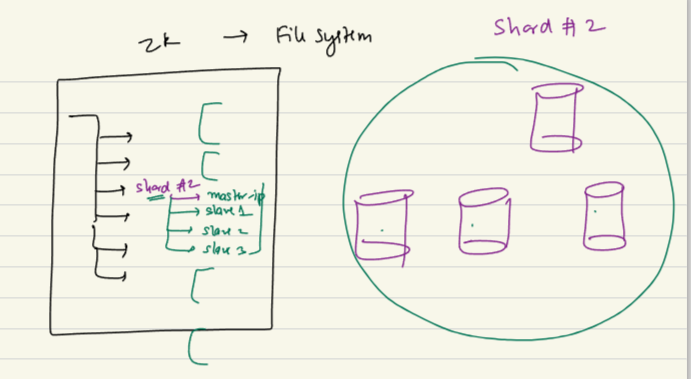 zk → File System
Shard # 2
shard #2
master-ip
slave 1
slave 2
slave 3